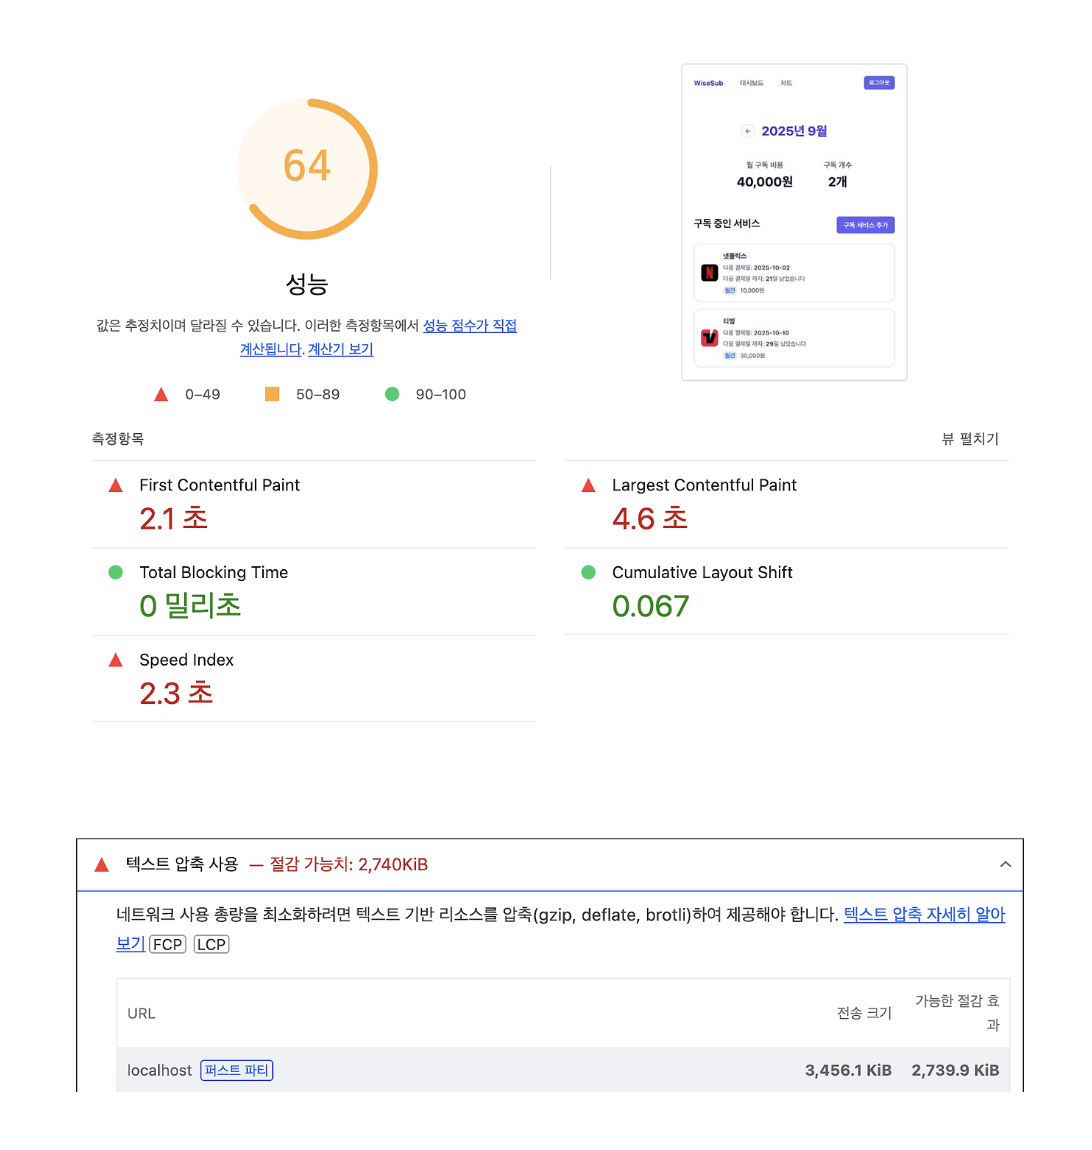 WiseSub 대시보드 차트 로그아웃
← 2025년 9월
월 구독 비용 구독 개수
40,000원 2개
구독 중인 서비스 구독 서비스 추가
넷플릭스
다음 결제일: 2025-10-02
다음 결제일 까지: 21일 남았습니다
월간 10,000원
티빙
다음 결제일: 2025-10-10
다음 결제일 까지: 29일 남았습니다
월간 30,000원
64
성능
값은 추정치이며 달라질 수 있습니다. 이러한 측정항목에서 성능 점수가 직접
계산됩니다. 계산기 보기
0–49 50–89 90–100
측정항목 뷰 펼치기
First Contentful Paint
2.1 초
Largest Contentful Paint
4.6 초
Total Blocking Time
0 밀리초
Cumulative Layout Shift
0.067
Speed Index
2.3 초
텍스트 압축 사용 — 절감 가능치: 2,740KiB
네트워크 사용 총량을 최소화하려면 텍스트 기반 리소스를 압축(gzip, deflate, brotli)하여 제공해야 합니다. 텍스트 압축 자세히 알아
보기 FCP LCP
URL 전송 크기 가능한 절감 효
과
localhost 퍼스트 파티 3,456.1 KiB 2,739.9 KiB